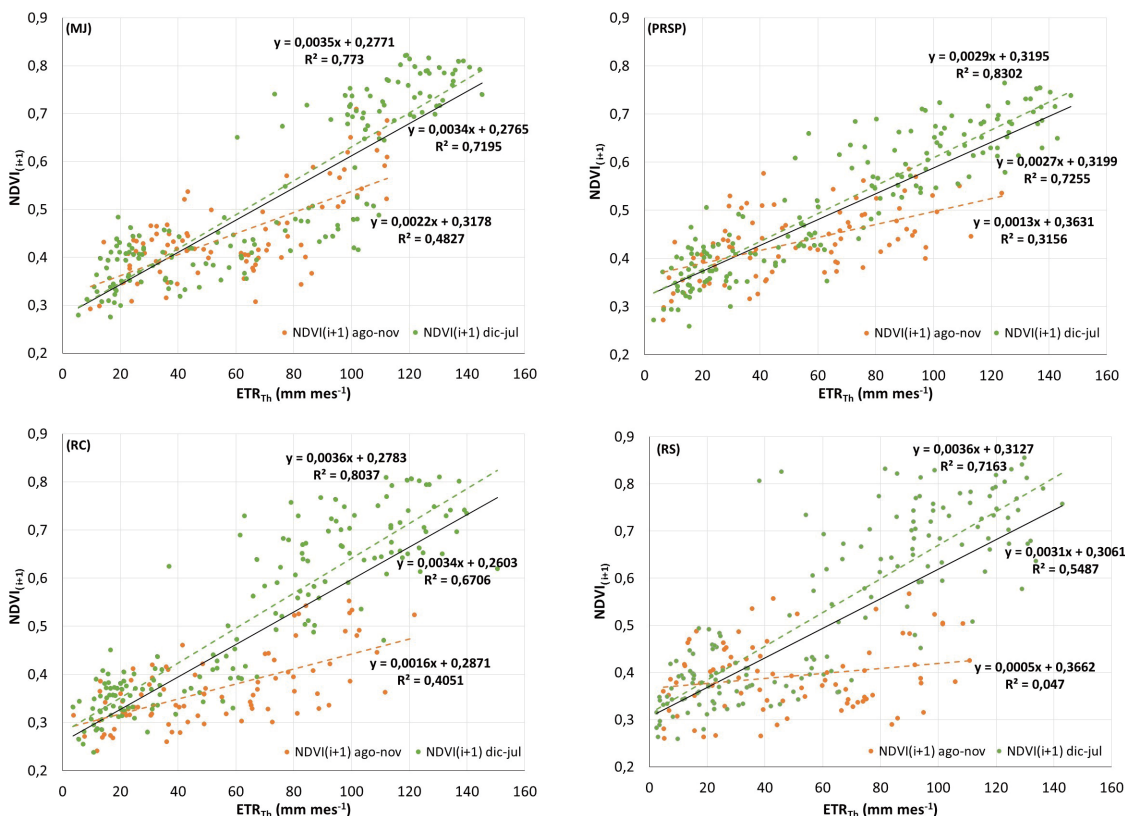 (MJ)
0,9
0,8
0,7
0,6
0,5
0,4
0,3
0,2
NDVI(i+1)
y = 0,0035x + 0,2771
R² = 0,773
y = 0,0034x + 0,2765
R² = 0,7195
y = 0,0022x + 0,3178
R² = 0,4827
NDVI(i+1) ago-nov NDVI(i+1) dic-jul
0 20 40 60 80 100 120 140 160
ETRTh (mm mes-1)
(PRSP)
0,9
0,8
0,7
0,6
0,5
0,4
0,3
0,2
NDVI(i+1)
y = 0,0029x + 0,3195
R² = 0,8302
y = 0,0027x + 0,3199
R² = 0,7255
y = 0,0013x + 0,3631
R² = 0,3156
NDVI(i+1) ago-nov NDVI(i+1) dic-jul
0 20 40 60 80 100 120 140 160
ETRTh (mm mes-1)
(RC)
0,9
0,8
0,7
0,6
0,5
0,4
0,3
0,2
NDVI(i+1)
y = 0,0036x + 0,2783
R² = 0,8037
y = 0,0034x + 0,2603
R² = 0,6706
y = 0,0016x + 0,2871
R² = 0,4051
NDVI(i+1) ago-nov NDVI(i+1) dic-jul
0 20 40 60 80 100 120 140 160
ETRTh (mm mes-1)
(RS)
0,9
0,8
0,7
0,6
0,5
0,4
0,3
0,2
NDVI(i+1)
y = 0,0036x + 0,3127
R² = 0,7163
y = 0,0031x + 0,3061
R² = 0,5487
y = 0,0005x + 0,3662
R² = 0,047
NDVI(i+1) ago-nov NDVI(i+1) dic-jul
0 20 40 60 80 100 120 140 160
ETRTh (mm mes-1)